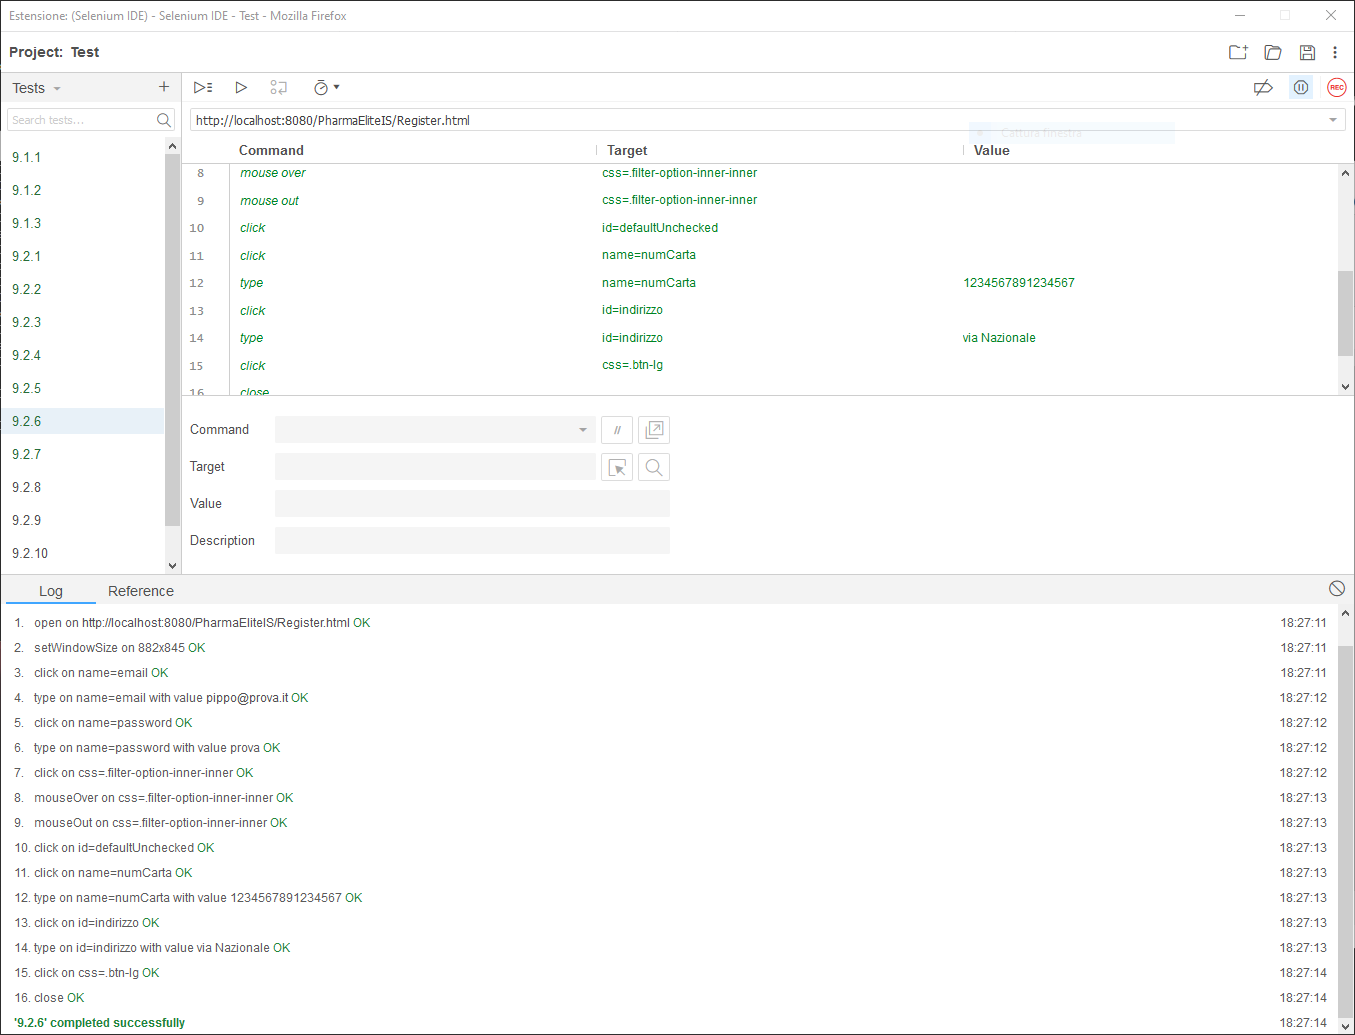 Estensione: (Selenium IDE) - Selenium IDE - Test - Mozilla Firefox
Project: Test
Tests
Search tests...
REC
http://localhost:8080/PharmaEliteIS/Register.html
Cattura finestra
Command Target Value
9.1.1
9.1.2
9.1.3
9.2.1
9.2.2
9.2.3
9.2.4
9.2.5
9.2.6
9.2.7
9.2.8
9.2.9
9.2.10
8 mouse over css=.filter-option-inner-inner
9 mouse out css=.filter-option-inner-inner
10 click id=defaultUnchecked
11 click name=numCarta
12 type name=numCarta 1234567891234567
13 click id=indirizzo
14 type id=indirizzo via Nazionale
15 click css=.btn-lg
16 close
Command
//
Target
Value
Description
Log Reference
1. open on http://localhost:8080/PharmaEliteIS/Register.html OK 18:27:11
2. setWindowSize on 882x845 OK 18:27:11
3. click on name=email OK 18:27:11
4. type on name=email with value pippo@prova.it OK 18:27:12
5. click on name=password OK 18:27:12
6. type on name=password with value prova OK 18:27:12
7. click on css=.filter-option-inner-inner OK 18:27:12
8. mouseOver on css=.filter-option-inner-inner OK 18:27:13
9. mouseOut on css=.filter-option-inner-inner OK 18:27:13
10. click on id=defaultUnchecked OK 18:27:13
11. click on name=numCarta OK 18:27:13
12. type on name=numCarta with value 1234567891234567 OK 18:27:13
13. click on id=indirizzo OK 18:27:13
14. type on id=indirizzo with value via Nazionale OK 18:27:13
15. click on css=.btn-lg OK 18:27:14
16. close OK 18:27:14
'9.2.6' completed successfully 18:27:14